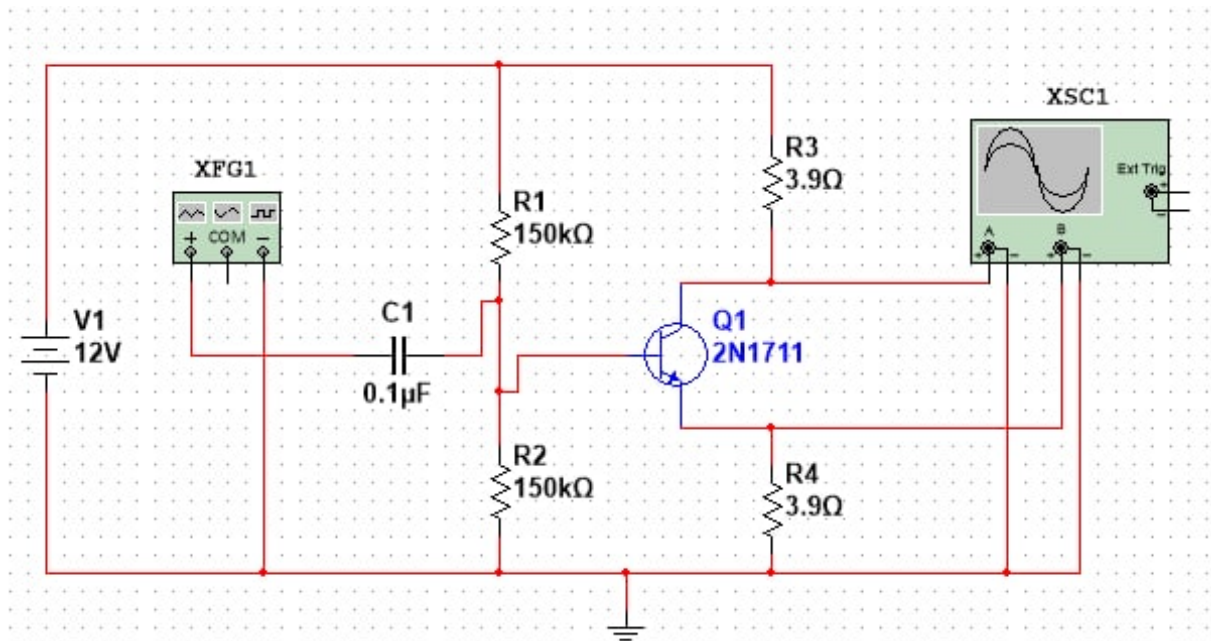 XSC1
R3
3.9Ω
Ext Trig
+
−
XFG1
+ COM −
R1
150kΩ
A
B
+ − + −
V1
12V
C1
0.1µF
Q1
2N1711
R2
150kΩ
R4
3.9Ω